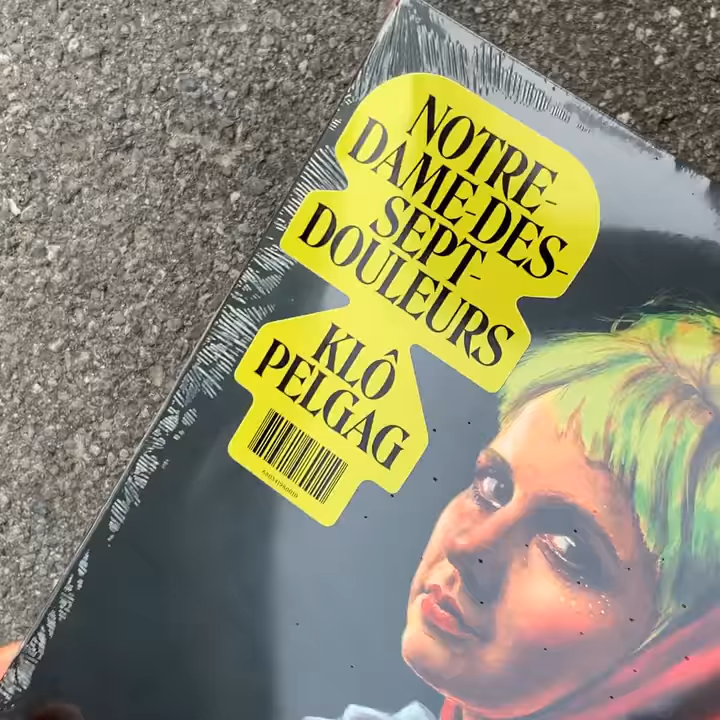 NOTRE-
DAME-DES-
SEPT-
DOULEURS
KLÔ
PELGAG